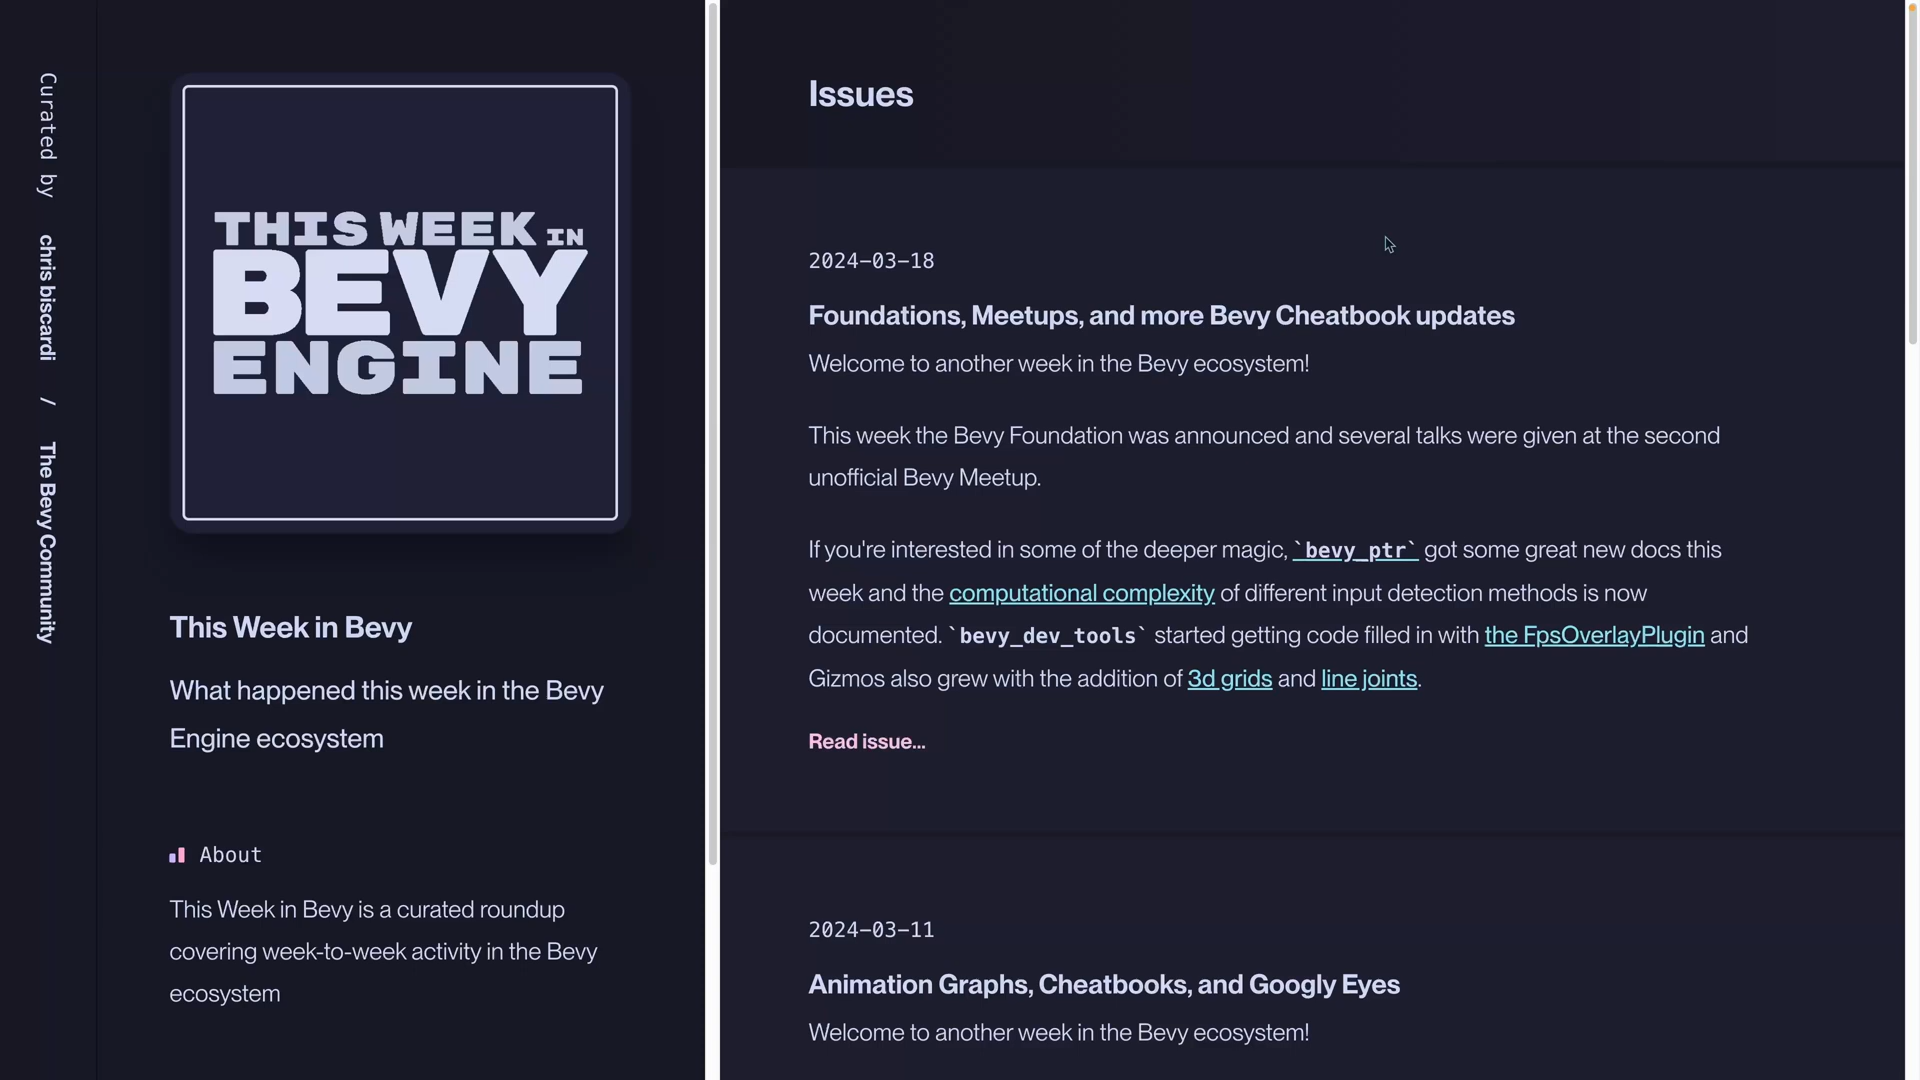 Curated by chris biscardi / The Bevy Community
THIS WEEK IN
BEVY
ENGINE
This Week in Bevy
What happened this week in the Bevy
Engine ecosystem
About
This Week in Bevy is a curated roundup
covering week-to-week activity in the Bevy
ecosystem
Issues
2024-03-18
Foundations, Meetups, and more Bevy Cheatbook updates
Welcome to another week in the Bevy ecosystem!
This week the Bevy Foundation was announced and several talks were given at the second
unofficial Bevy Meetup.
If you're interested in some of the deeper magic, `bevy_ptr` got some great new docs this
week and the computational complexity of different input detection methods is now
documented. `bevy_dev_tools` started getting code filled in with the FpsOverlayPlugin and
Gizmos also grew with the addition of 3d grids and line joints.
Read issue...
2024-03-11
Animation Graphs, Cheatbooks, and Googly Eyes
Welcome to another week in the Bevy ecosystem!